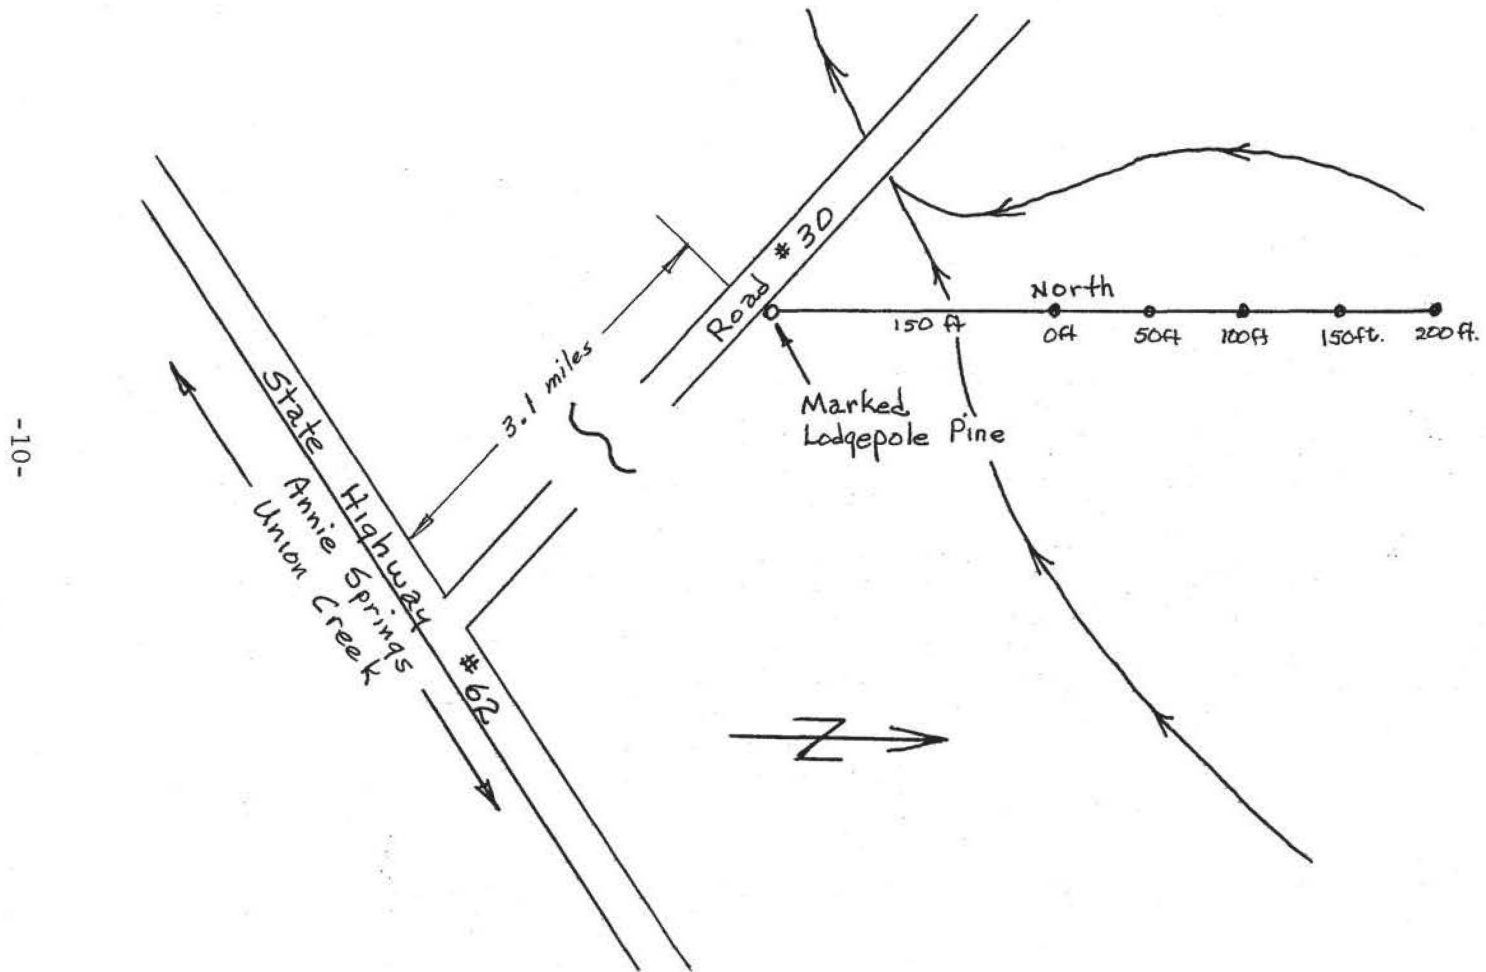 Road #30
North
150 ft
0ft
50ft
100ft
150ft.
200ft.
Marked
Lodgepole Pine
3.1 miles
State Highway #62
Annie Springs
Union Creek
N
-10-